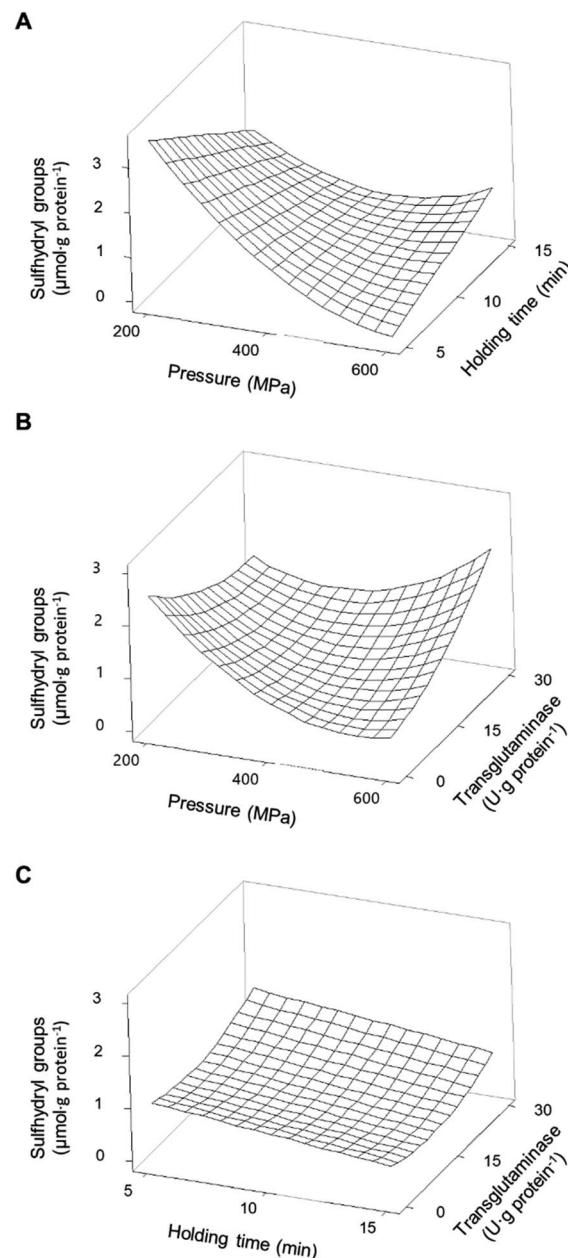 A
Sulfhydryl groups
(µmol·g protein⁻¹)
3
2
1
0
200
400
600
Pressure (MPa)
5
10
15
Holding time (min)
B
Sulfhydryl groups
(µmol·g protein⁻¹)
3
2
1
0
200
400
600
Pressure (MPa)
0
15
30
Transglutaminase
(U·g protein⁻¹)
C
Sulfhydryl groups
(µmol·g protein⁻¹)
3
2
1
0
5
10
15
Holding time (min)
0
15
30
Transglutaminase
(U·g protein⁻¹)